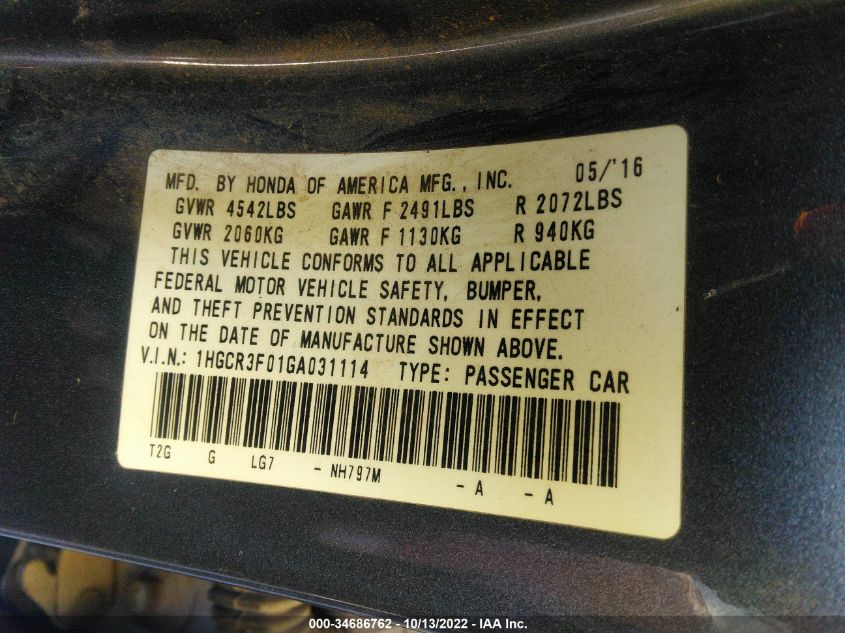 MFD. BY HONDA OF AMERICA MFG., INC. 05/'16
GVWR 4542LBS GAWR F 2491LBS R 2072LBS
GVWR 2060KG GAWR F 1130KG R 940KG
THIS VEHICLE CONFORMS TO ALL APPLICABLE
FEDERAL MOTOR VEHICLE SAFETY, BUMPER,
AND THEFT PREVENTION STANDARDS IN EFFECT
ON THE DATE OF MANUFACTURE SHOWN ABOVE.
V.I.N.: 1HGCR3F01GA031114 TYPE: PASSENGER CAR
T2G G LG7 - NH797M - A - A
000-34686762 - 10/13/2022 - IAA Inc.